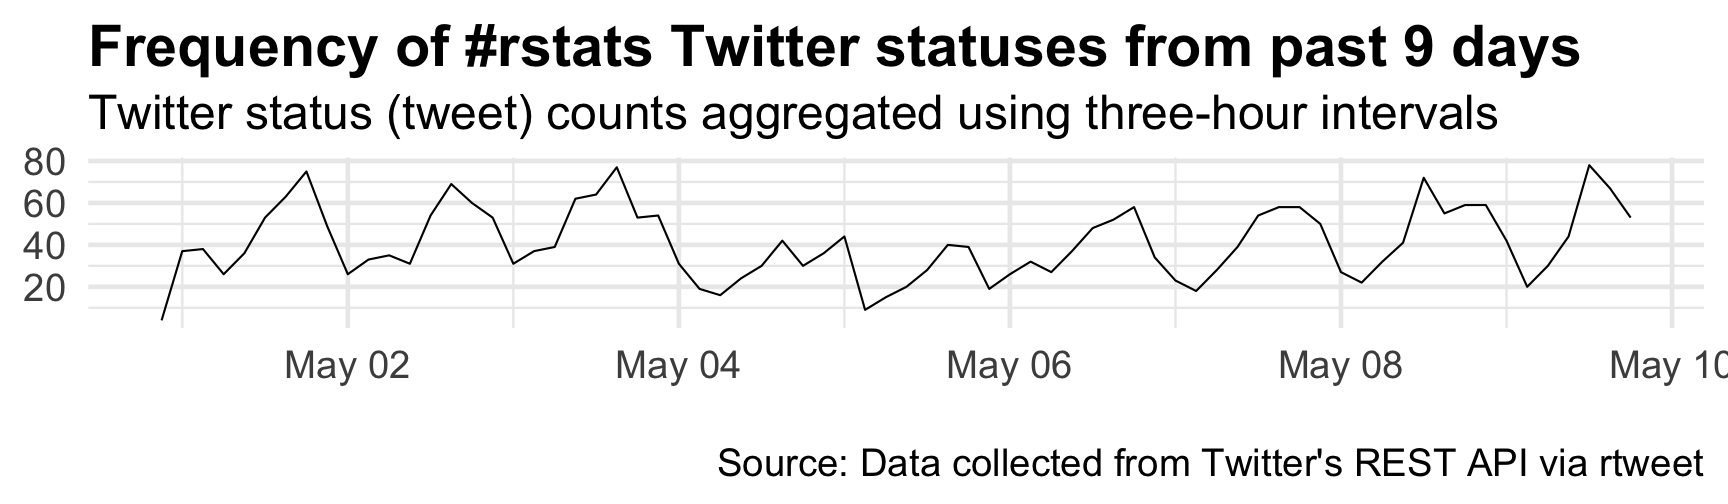 Frequency of #rstats Twitter statuses from past 9 days
Twitter status (tweet) counts aggregated using three-hour intervals
80
60
40
20
May 02 May 04 May 06 May 08 May 10
Source: Data collected from Twitter's REST API via rtweet